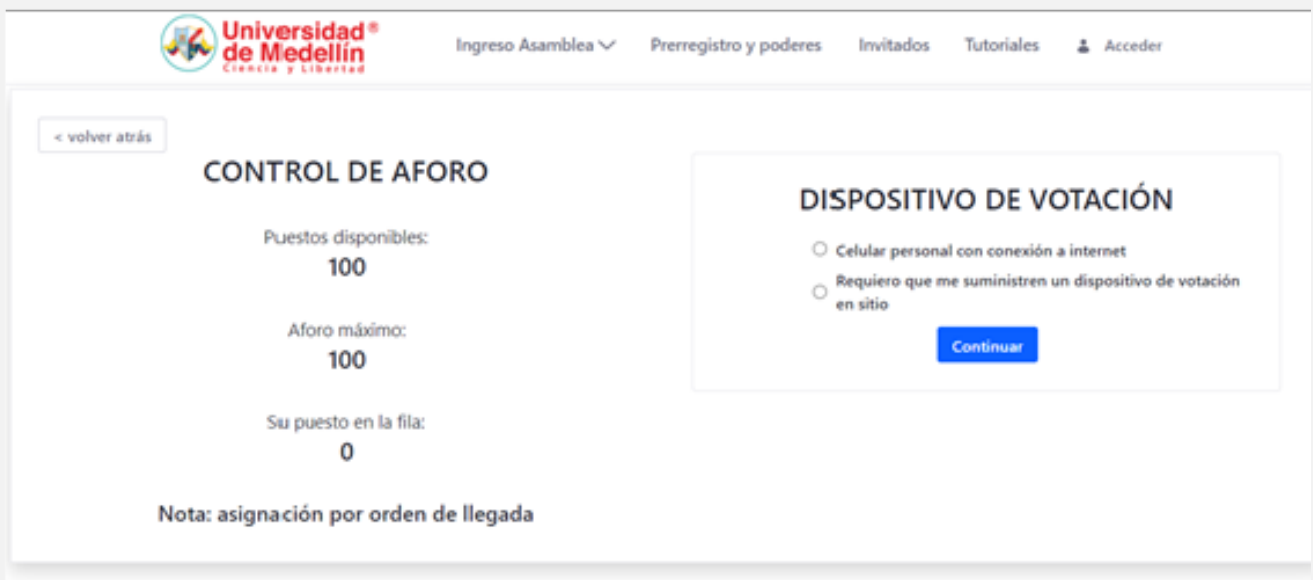 Universidad®
de Medellín
Ciencia y Libertad
Ingreso Asamblea Prerregistro y poderes Invitados Tutoriales Acceder
< volver atrás
CONTROL DE AFORO
Puestos disponibles:
100
Aforo máximo:
100
Su puesto en la fila:
0
Nota: asignación por orden de llegada
DISPOSITIVO DE VOTACIÓN
Celular personal con conexión a internet
Requiero que me suministren un dispositivo de votación
en sitio
Continuar